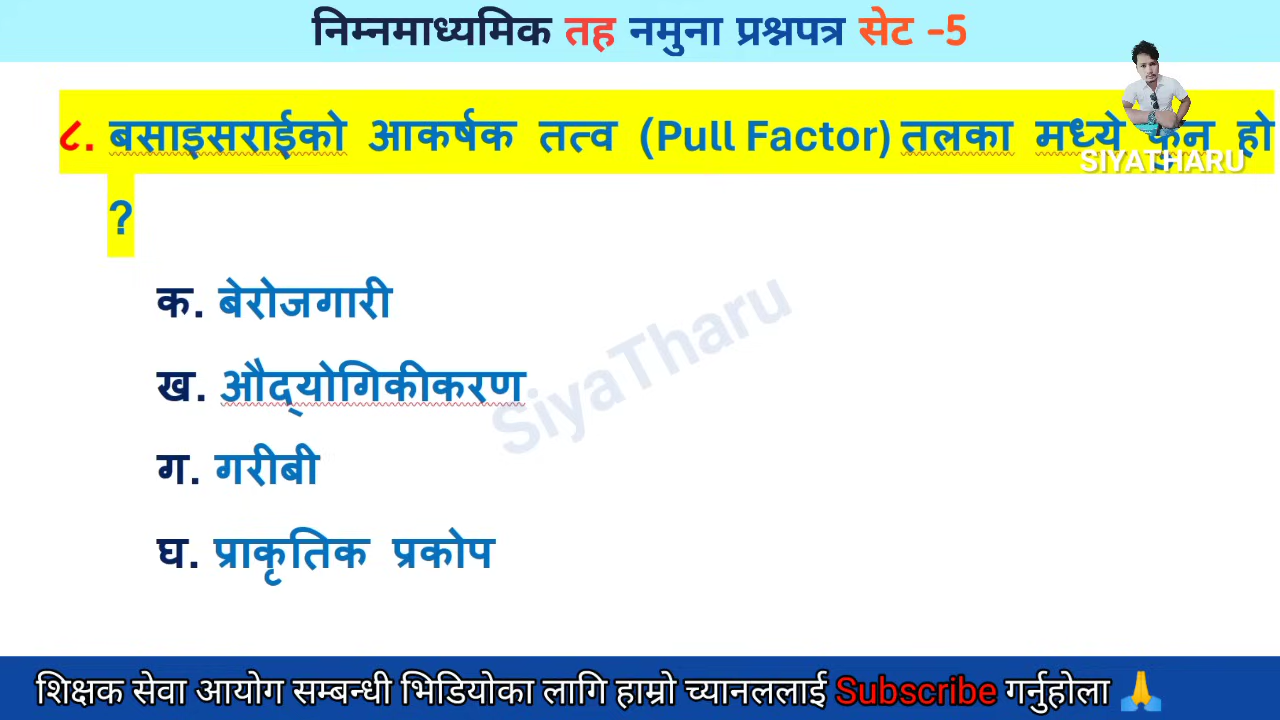 निम्नमाध्यमिक तह नमुना प्रश्नपत्र सेट -5
८. बसाइसराईको आकर्षक तत्व (Pull Factor) तलका मध्ये कुन हो
SIYATHARU
?
क. बेरोजगारी
ख. औद्‌योगिकीकरण
SiyaTharu
ग. गरीबी
घ. प्राकृतिक प्रकोप
शिक्षक सेवा आयोग सम्बन्धी भिडियोका लागि हाम्रो च्यानललाई Subscribe गर्नुहोला 🙏